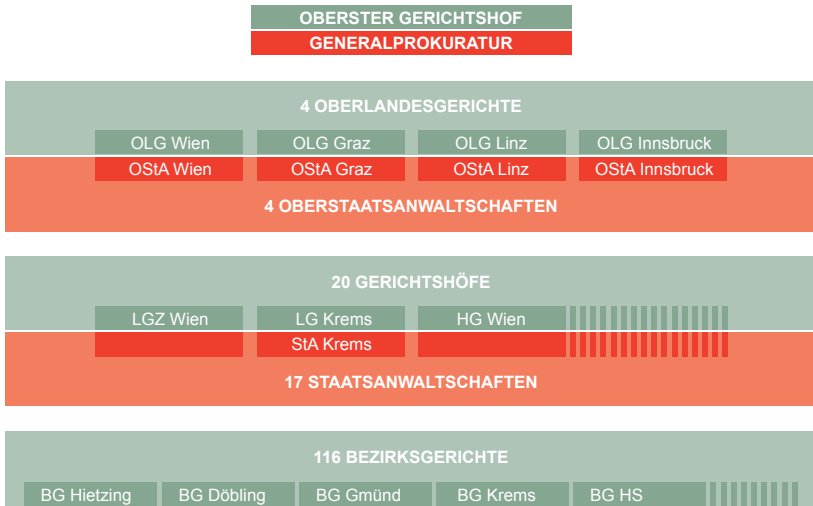 OBERSTER GERICHTSHOF
GENERALPROKURATUR
4 OBERLANDESGERICHTE
OLG Wien OLG Graz OLG Linz OLG Innsbruck
OStA Wien OStA Graz OStA Linz OStA Innsbruck
4 OBERSTAATSANWALTSCHAFTEN
20 GERICHTSHÖFE
LGZ Wien LG Krems HG Wien
StA Krems
17 STAATSANWALTSCHAFTEN
116 BEZIRKSGERICHTE
BG Hietzing BG Döbling BG Gmünd BG Krems BG HS